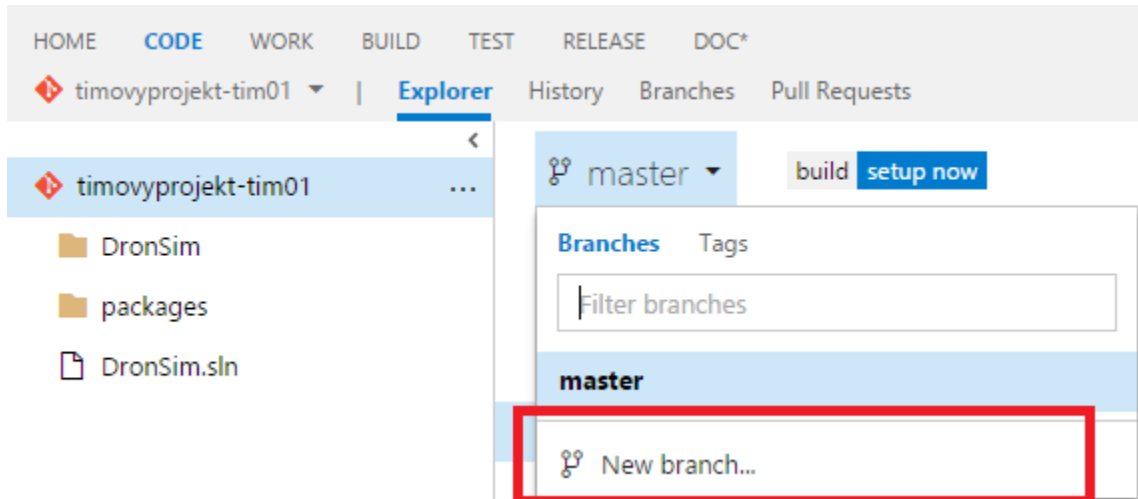 HOME CODE WORK BUILD TEST RELEASE DOC*
timovyprojekt-tim01 | Explorer History Branches Pull Requests
timovyprojekt-tim01 ...
DronSim
packages
DronSim.sln
master build setup now
Branches Tags
Filter branches
master
New branch...